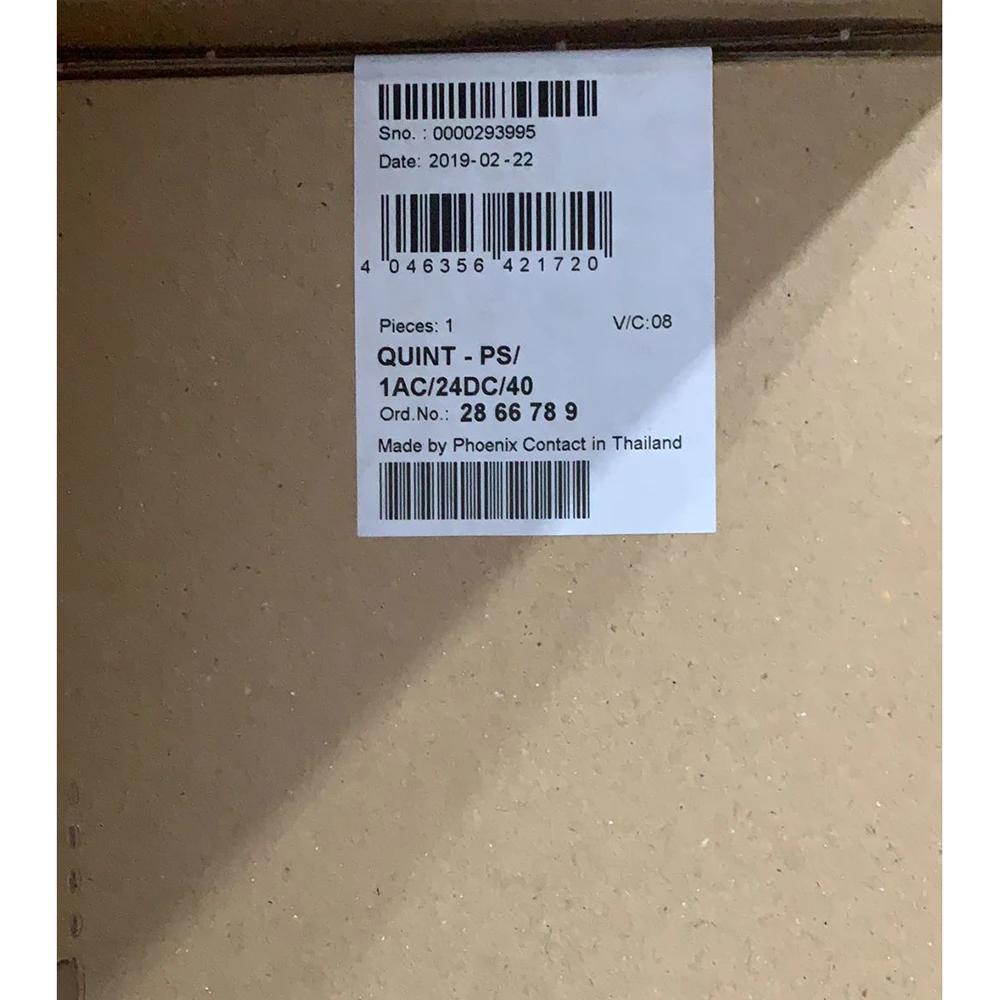 Sno. : 0000293995
Date: 2019-02-22
4 046356 421720
Pieces: 1 V/C:08
QUINT - PS/
1AC/24DC/40
Ord.No.: 28 66 78 9
Made by Phoenix Contact in Thailand